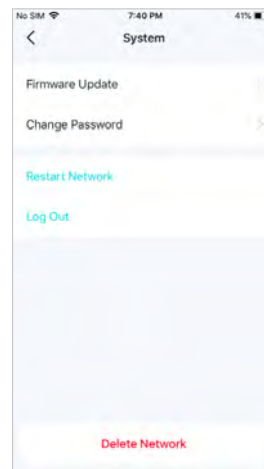 No SIM 7:40 PM 41%
System
Firmware Update
Change Password
Restart Network
Log Out
Delete Network